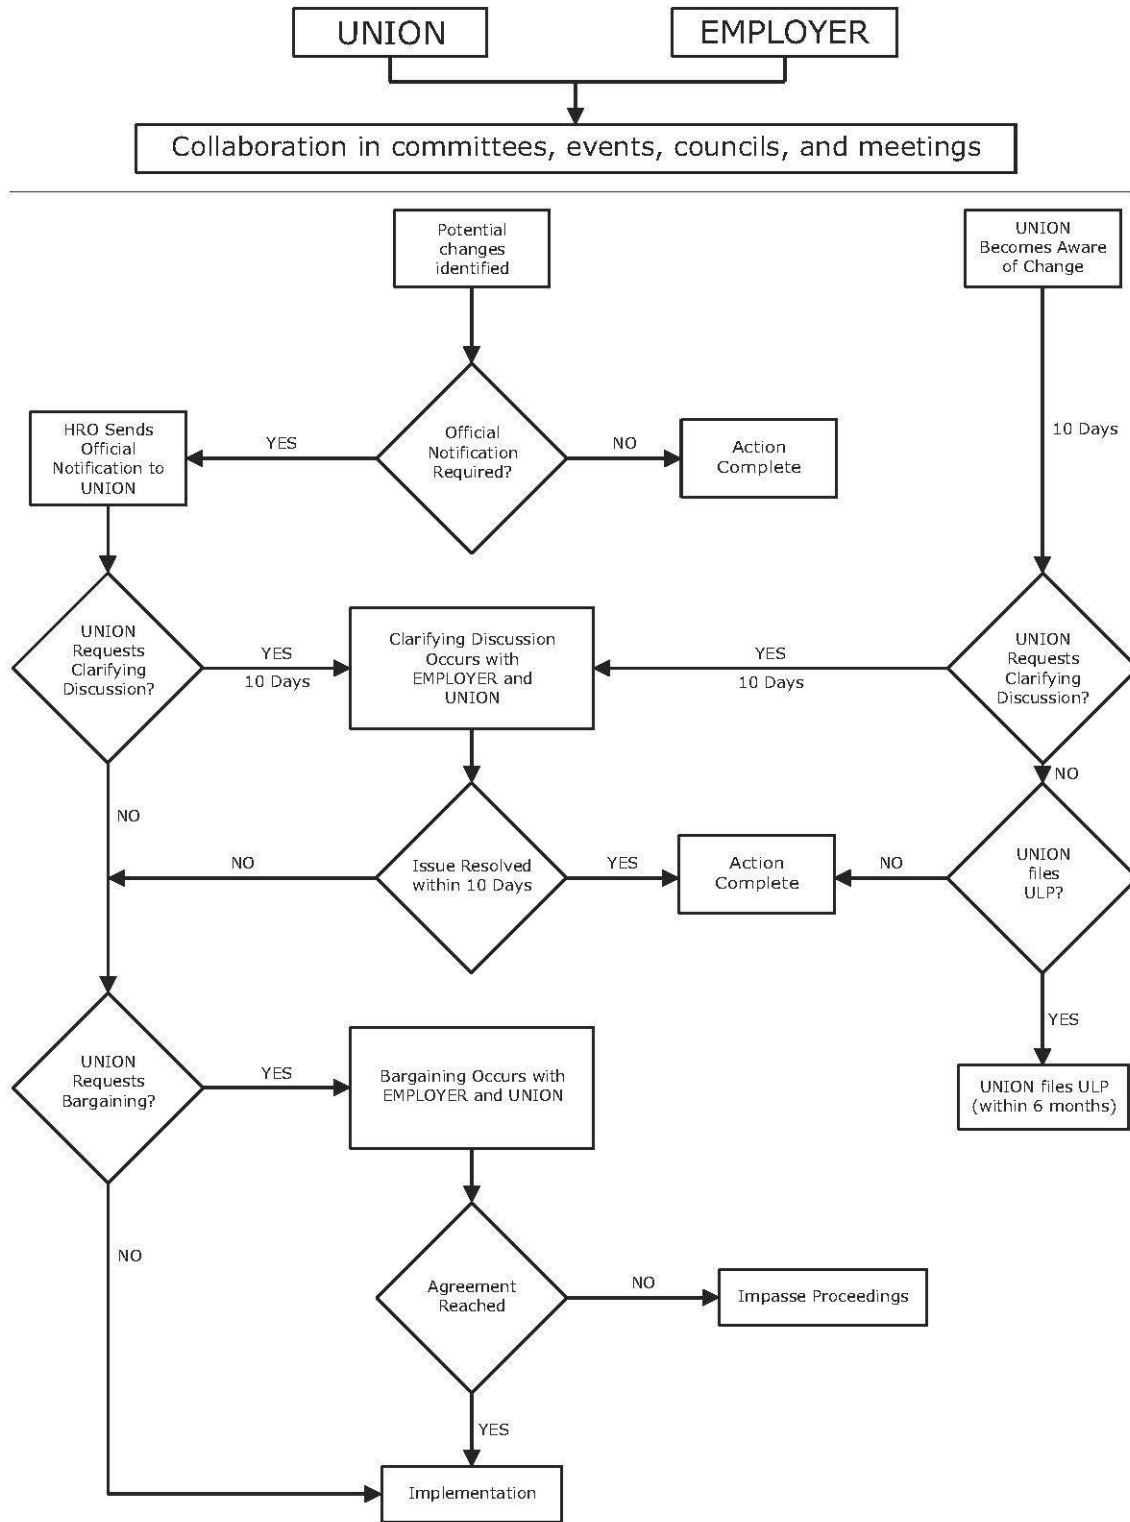 UNION
EMPLOYER
Collaboration in committees, events, councils, and meetings
Potential
changes
identified
UNION
Becomes Aware
of Change
HRO Sends
Official
Notification to
UNION
YES
Official
Notification
Required?
NO
Action
Complete
10 Days
UNION
Requests
Clarifying
Discussion?
YES
10 Days
Clarifying Discussion
Occurs with
EMPLOYER and
UNION
YES
10 Days
UNION
Requests
Clarifying
Discussion?
NO
NO
NO
Issue Resolved
within 10 Days
YES
Action
Complete
NO
UNION
files
ULP?
YES
UNION
Requests
Bargaining?
YES
Bargaining Occurs with
EMPLOYER and UNION
UNION files ULP
(within 6 months)
NO
Agreement
Reached
NO
Impasse Proceedings
YES
Implementation